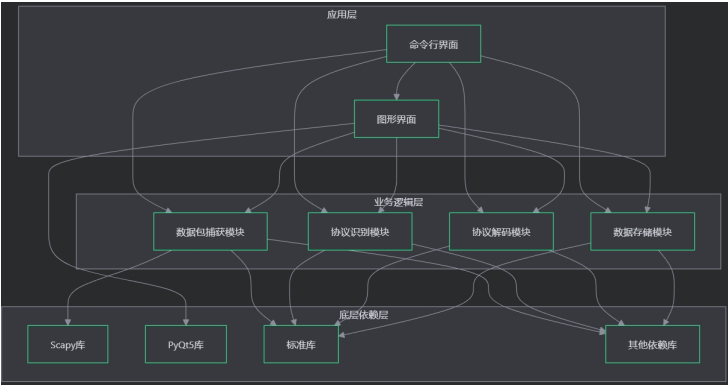 应用层
命令行界面
图形界面
业务逻辑层
数据包捕获模块
协议识别模块
协议解码模块
数据存储模块
底层依赖层
Scapy库
PyQt5库
标准库
其他依赖库